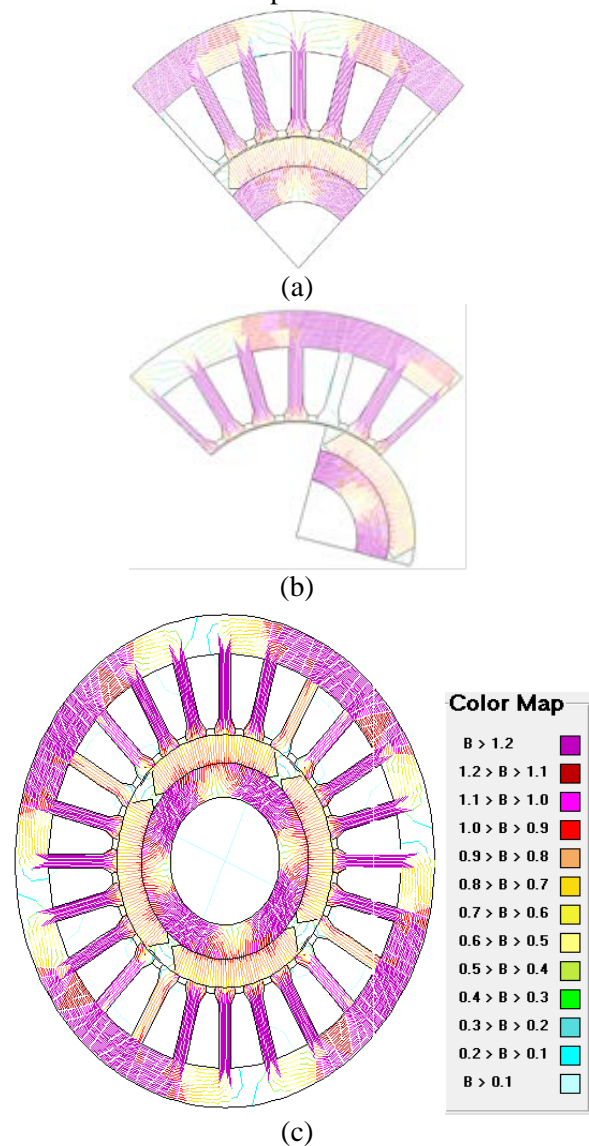 (a)
(b)
Color Map
B > 1.2
1.2 > B > 1.1
1.1 > B > 1.0
1.0 > B > 0.9
0.9 > B > 0.8
0.8 > B > 0.7
0.7 > B > 0.6
0.6 > B > 0.5
0.5 > B > 0.4
0.4 > B > 0.3
0.3 > B > 0.2
0.2 > B > 0.1
B > 0.1
(c)